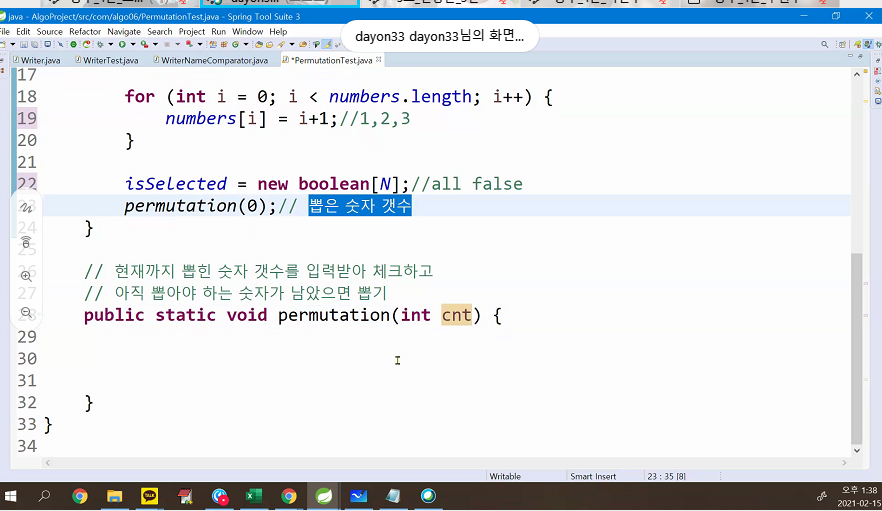 java - AlgoProject/src/com/algo06/PermutationTest.java - Spring Tool Suite 3
dayon33 dayon33님의 화면...
File Edit Source Refactor Navigate Search Project Run Window Help
Writer.java WriterTest.java WriterNameComparator.java *PermutationTest.java
17
18 for (int i = 0; i < numbers.length; i++) {
19 numbers[i] = i+1;//1,2,3
20 }
21
22 isSelected = new boolean[N];//all false
23 permutation(0);// 뽑은 숫자 갯수
24 }
25
26 // 현재까지 뽑힌 숫자 갯수를 입력받아 체크하고
27 // 아직 뽑아야 하는 숫자가 남았으면 뽑기
28 public static void permutation(int cnt) {
29
30
31
32 }
33 }
34
Writable Smart Insert 23 : 35 [8]
오후 1:38
2021-02-15